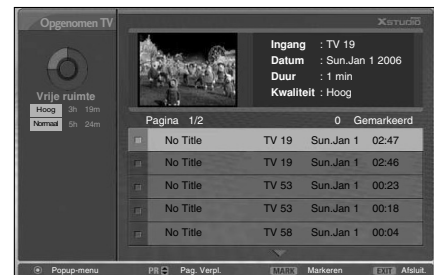 Opgenomen TV
XSTUDIO
Ingang : TV 19
Datum : Sun.Jan 1 2006
Duur : 1 min
Kwaliteit : Hoog
Vrije ruimte
Hoog 3h 19m
Normaal 5h 24m
Pagina 1/2 0 Gemarkeerd
No Title TV 19 Sun.Jan 1 02:47
No Title TV 19 Sun.Jan 1 02:46
No Title TV 53 Sun.Jan 1 00:23
No Title TV 53 Sun.Jan 1 00:18
No Title TV 58 Sun.Jan 1 00:04
Popup-menu PR Pag. Verpl. MARK Markeren EXIT Afsluit.